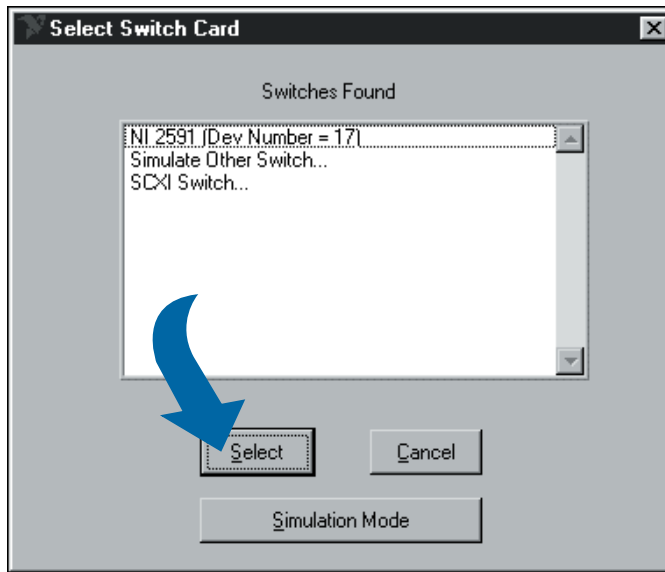 Select Switch Card
Switches Found
NI 2591 (Dev Number = 17)
Simulate Other Switch...
SCXI Switch...
Select
Cancel
Simulation Mode